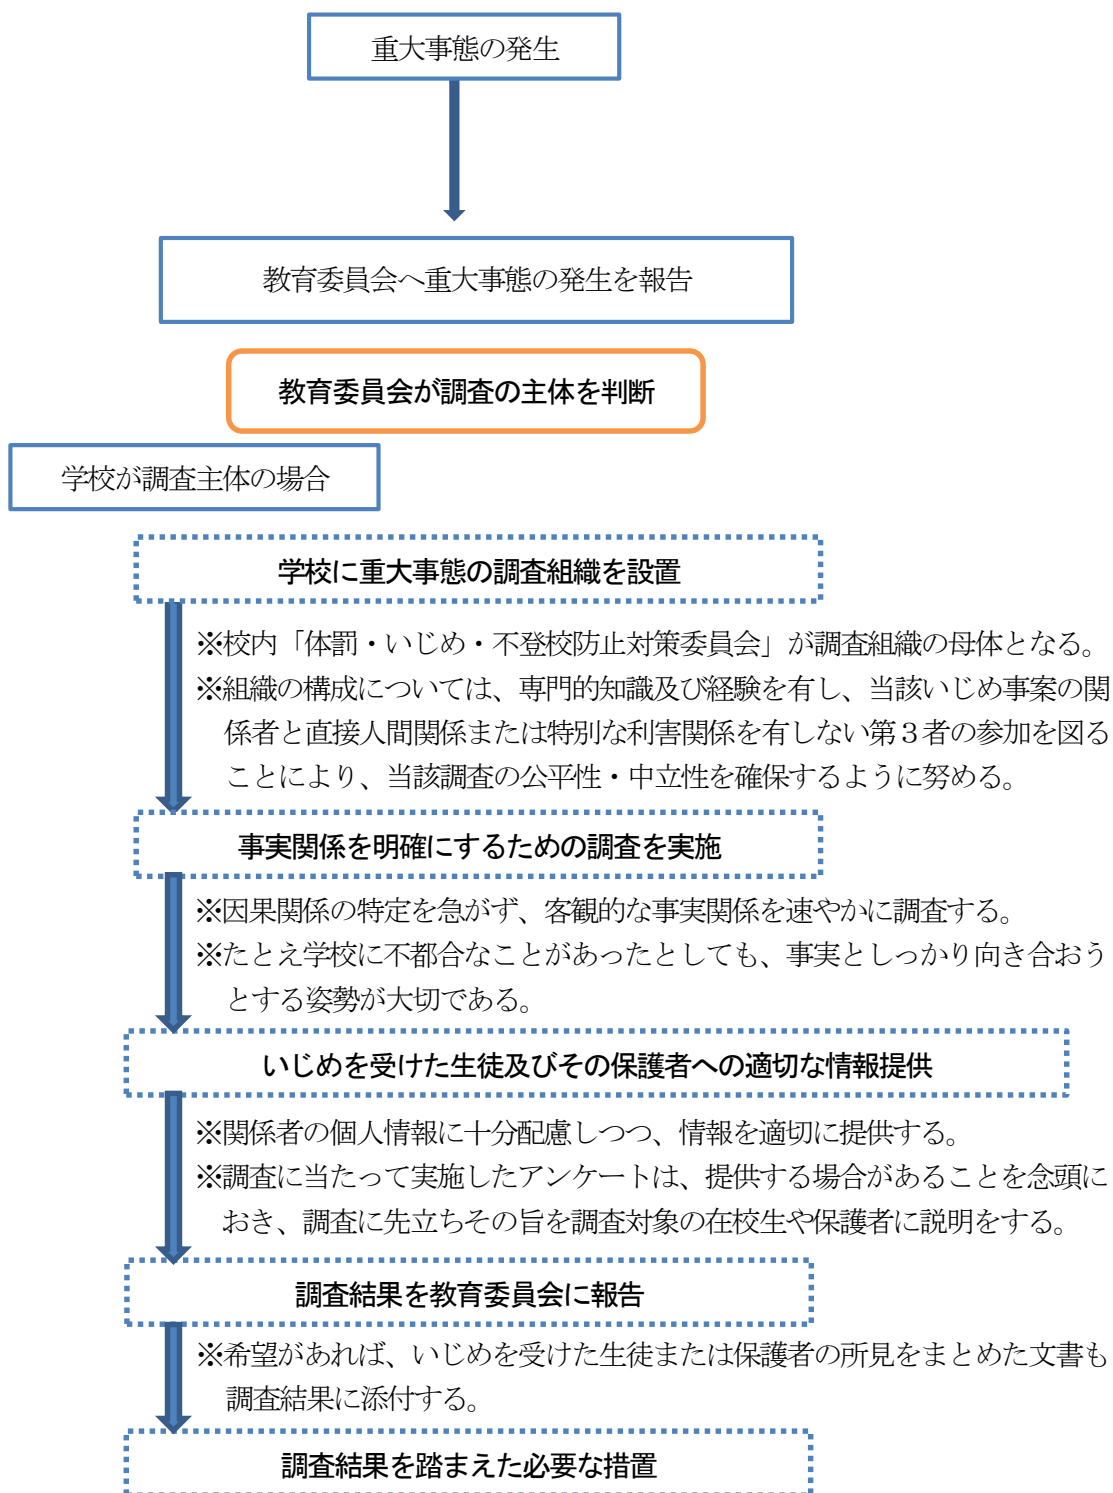 重大事態の発生
教育委員会へ重大事態の発生を報告
教育委員会が調査の主体を判断
学校が調査主体の場合
学校に重大事態の調査組織を設置
※校内「体罰・いじめ・不登校防止対策委員会」が調査組織の母体となる。
※組織の構成については、専門的知識及び経験を有し、当該いじめ事案の関
係者と直接人間関係または特別な利害関係を有しない第３者の参加を図る
ことにより、当該調査の公平性・中立性を確保するように努める。
事実関係を明確にするための調査を実施
※因果関係の特定を急がず、客観的な事実関係を速やかに調査する。
※たとえ学校に不都合なことがあったとしても、事実としっかり向き合おう
とする姿勢が大切である。
いじめを受けた生徒及びその保護者への適切な情報提供
※関係者の個人情報に十分配慮しつつ、情報を適切に提供する。
※調査に当たって実施したアンケートは、提供する場合があることを念頭に
おき、調査に先立ちその旨を調査対象の在校生や保護者に説明をする。
調査結果を教育委員会に報告
※希望があれば、いじめを受けた生徒または保護者の所見をまとめた文書も
調査結果に添付する。
調査結果を踏まえた必要な措置